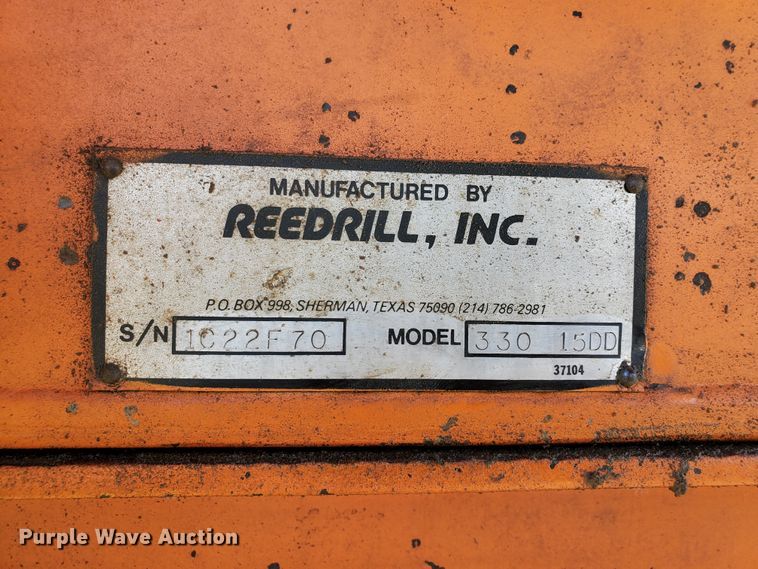 MANUFACTURED BY
REEDRILL, INC.
P.O. BOX 998, SHERMAN, TEXAS 75090 (214) 786-2981
S/N 1C22F70 MODEL 330 15DD
37104
Purple Wave Auction